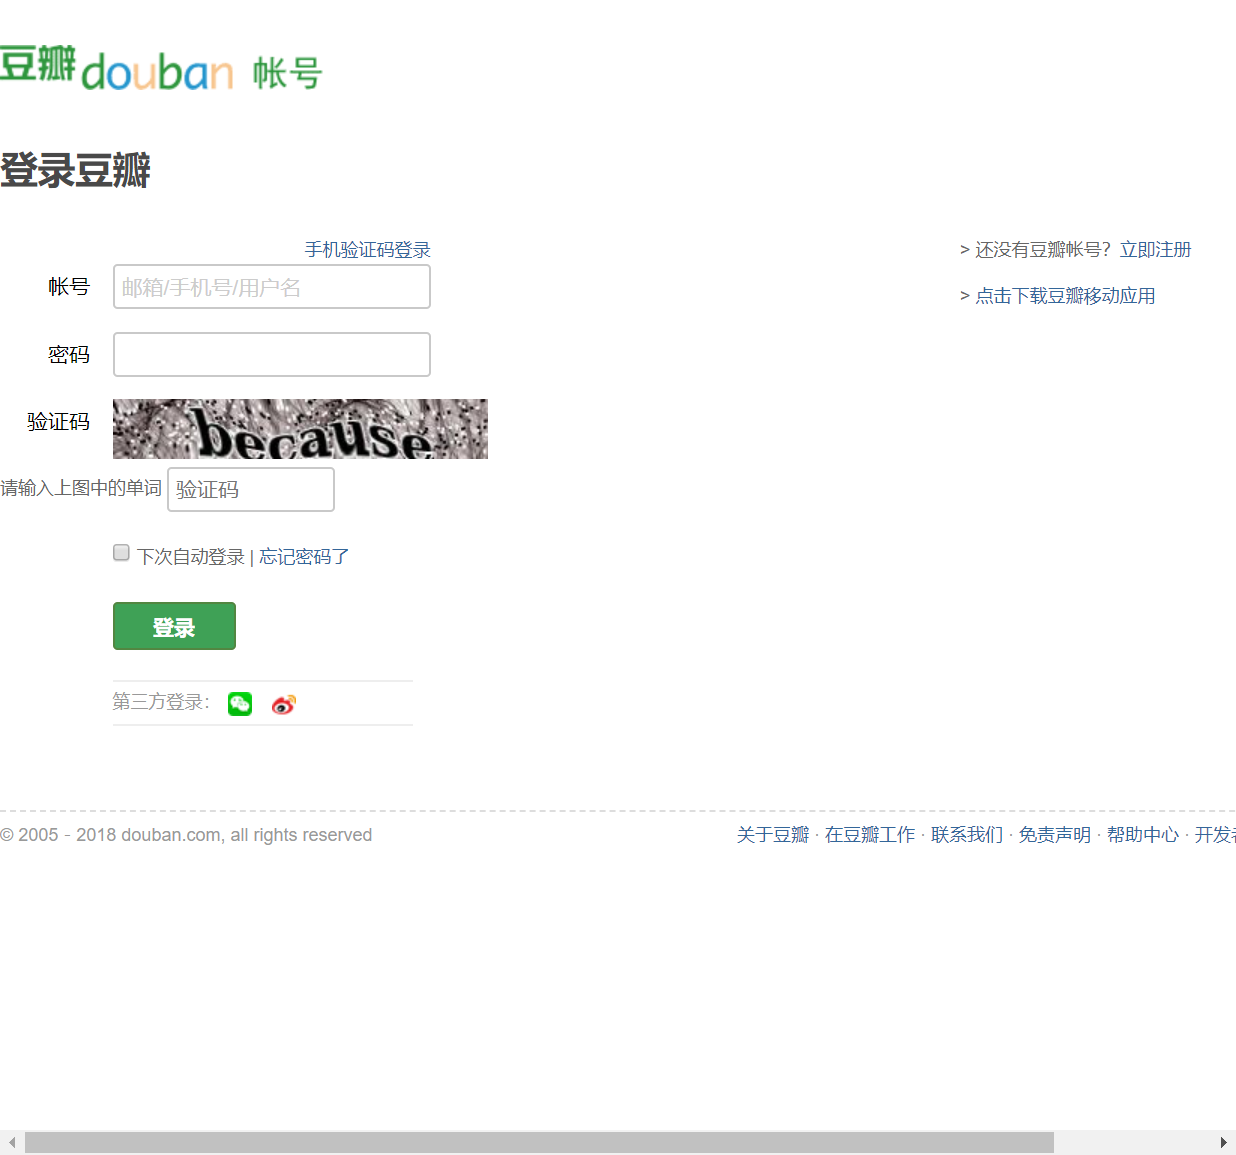 豆瓣douban 帐号
登录豆瓣
手机验证码登录
帐号 邮箱/手机号/用户名
密码
验证码 because
请输入上图中的单词 验证码
下次自动登录 | 忘记密码了
登录
第三方登录：
> 还没有豆瓣帐号？立即注册
> 点击下载豆瓣移动应用
© 2005－2018 douban.com, all rights reserved
关于豆瓣 · 在豆瓣工作 · 联系我们 · 免责声明 · 帮助中心 · 开发